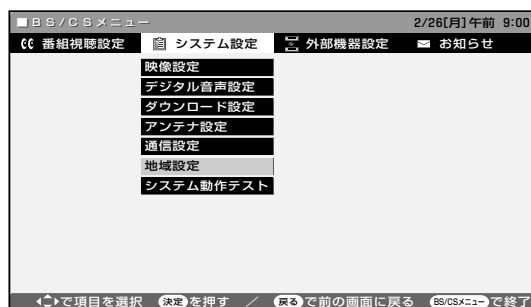 ■BS/CSメニュー 2/26[月]午前 9:00
番組視聴設定 システム設定 外部機器設定 お知らせ
映像設定
デジタル音声設定
ダウンロード設定
アンテナ設定
通信設定
地域設定
システム動作テスト
で項目を選択 決定を押す ／ 戻るで前の画面に戻る BS/CSメニューで終了